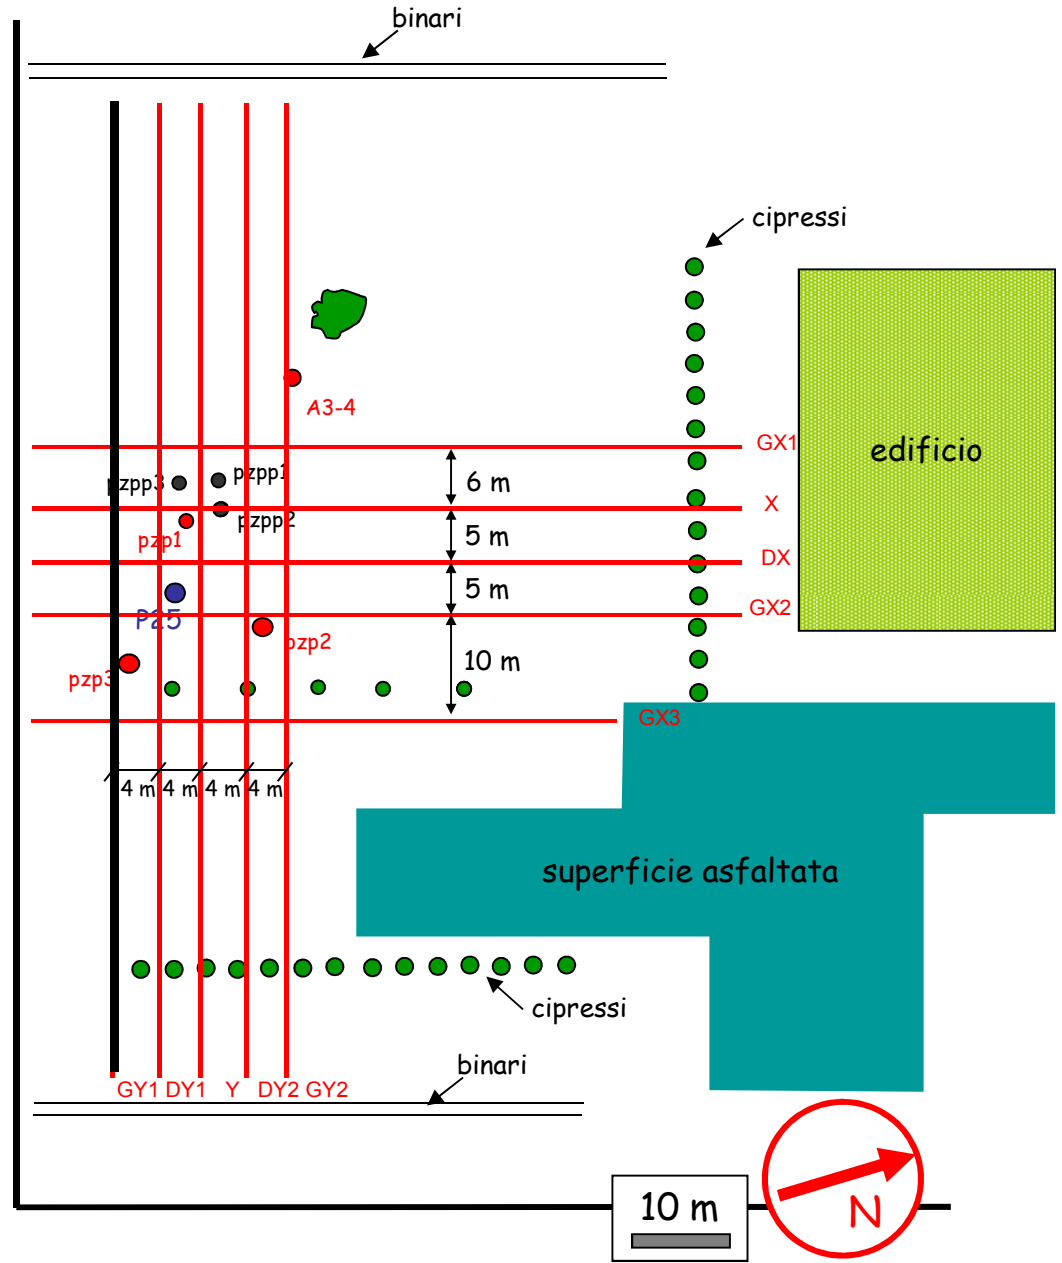 binari
cipressi
A3-4
GX1
edificio
pzpp3
pzpp1
6 m
X
pzpp2
pzp1
5 m
DX
5 m
GX2
P25
pzp2
10 m
pzp3
GX3
4 m 4 m 4 m 4 m
superficie asfaltata
cipressi
binari
GY1 DY1 Y DY2 GY2
10 m
N